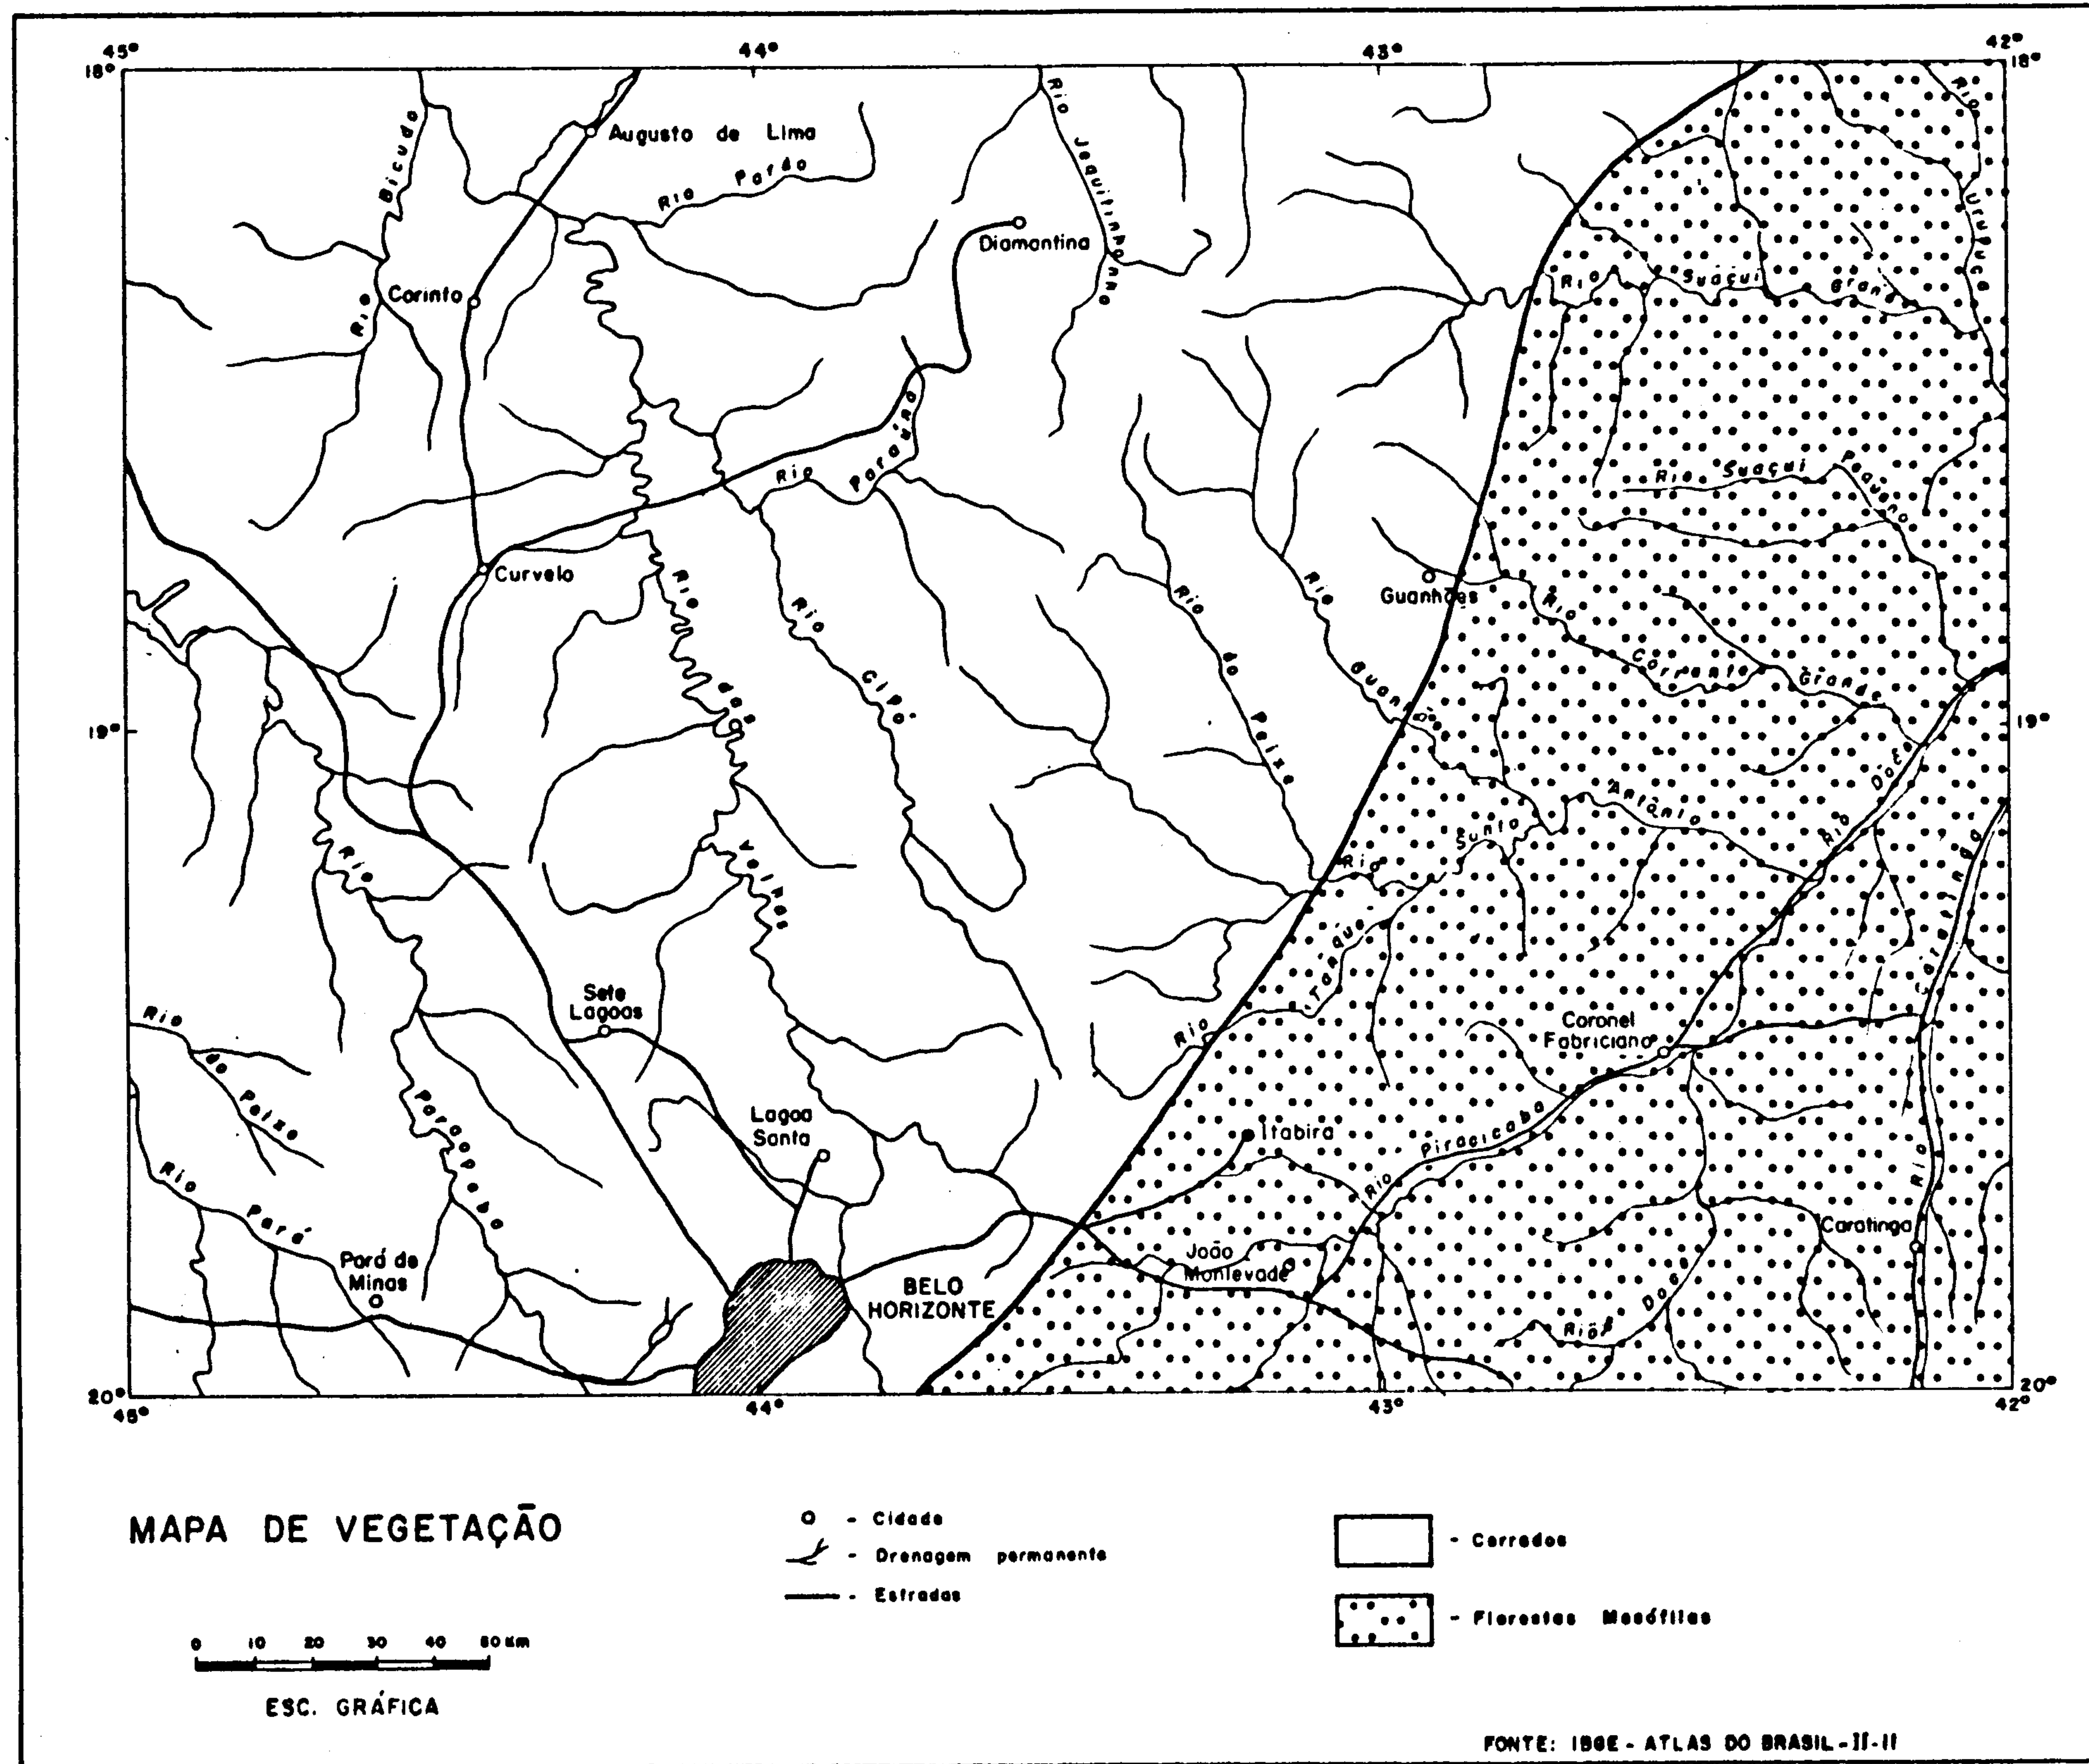 45° 44° 43° 42°
18° 18°
Augusto de Lima
Rio Bicudo
Rio Pardo
Rio Jequitinhonha
Rio Urupuca
Diamantina
Corinto
Rio Suaçui Grande
Rio Paraúna
Rio Suaçui Pequeno
Curvelo
Guanhães
Rio Corrente Grande
Rio das Velhas
Rio Cipó
Rio do Peixe
Rio Guanhães
19° 19°
Rio Doce
Rio Santo Antônio
Rio Caratinga
Rio Paraopeba
Rio Tanque
Sete
Lagoas
Coronel
Fabriciano
Rio do Peixe
Lagoa
Santa
Itabira
Rio Piracicaba
Rio Pará
Pará de
Minas
João
Monlevade
Caratinga
BELO
HORIZONTE
Rio Doce
20° 20°
45° 44° 43° 42°
MAPA DE VEGETAÇÃO
- Cidade
- Drenagem permanente
- Estradas
- Cerrados
- Florestas Mesófilas
0 10 20 30 40 50 Km
ESC. GRÁFICA
FONTE: IBGE - ATLAS DO BRASIL - II-11